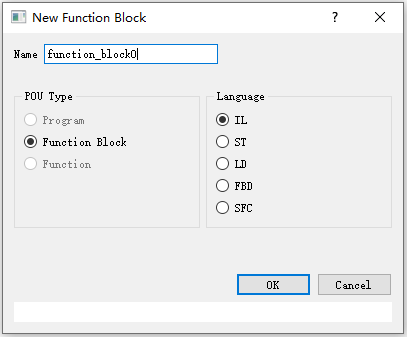 New Function Block
?
Name function_block0
POU Type
Program
Function Block
Function
Language
IL
ST
LD
FBD
SFC
OK
Cancel